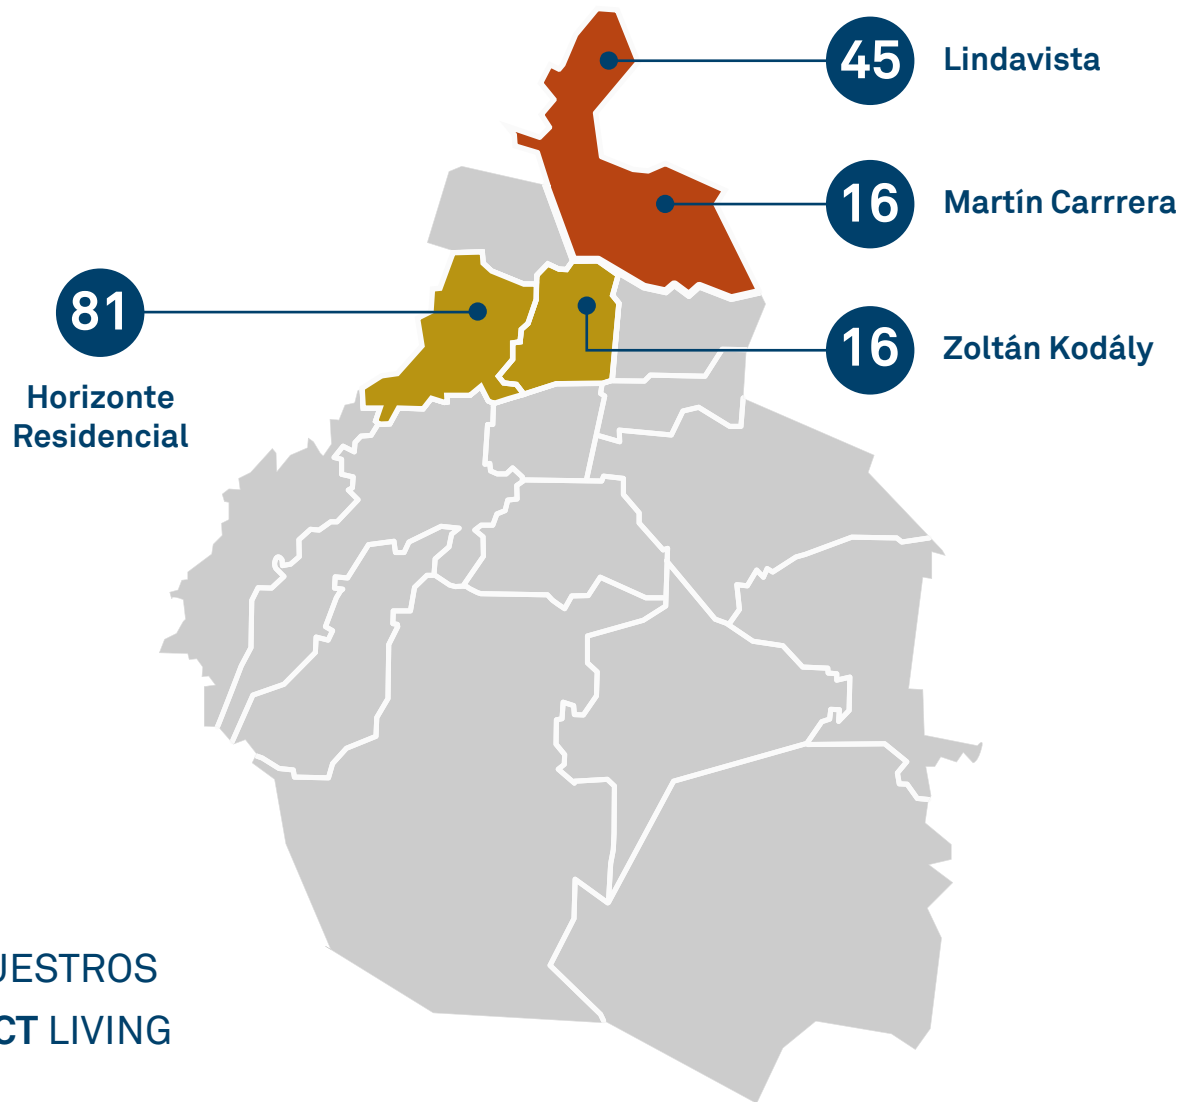 45 Lindavista
16 Martín Carrrera
81
16 Zoltán Kodály
Horizonte
Residencial
UESTROS
CT LIVING